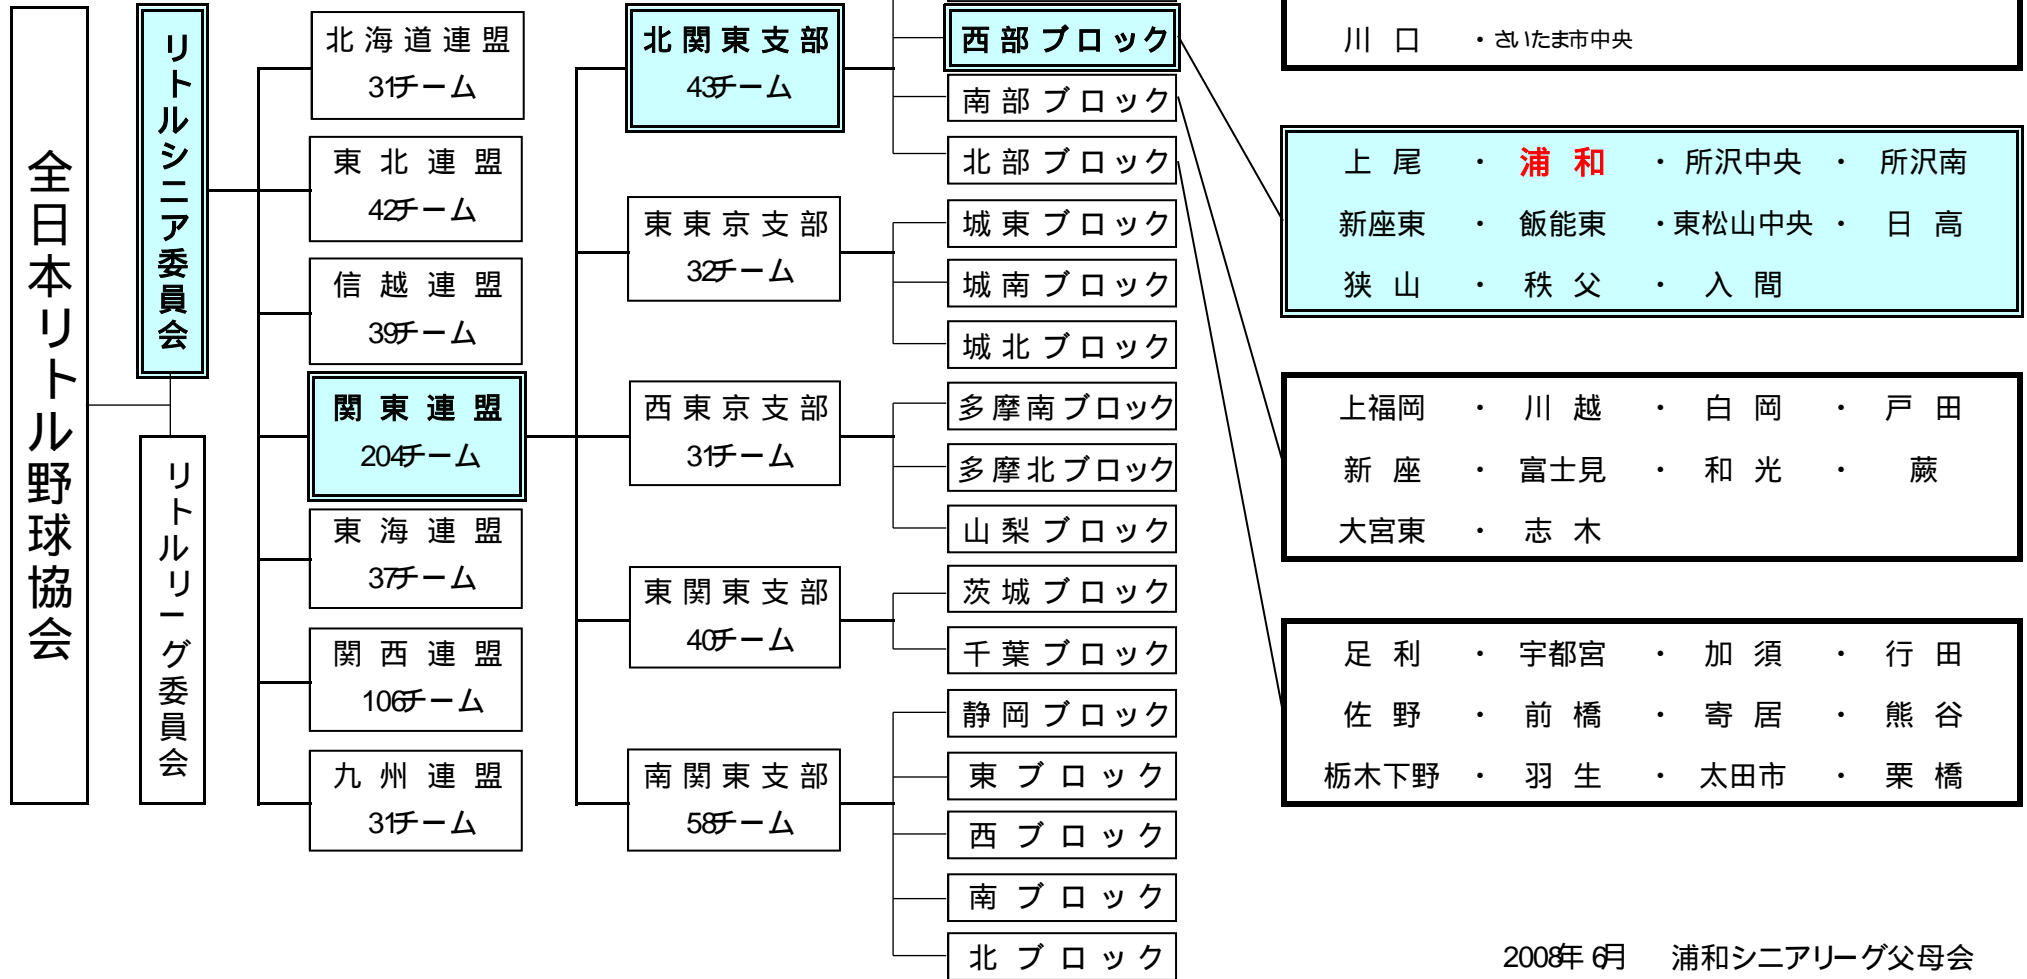 全日本リトル野球協会
リトルシニア委員会
リトルリーグ委員会
北海道連盟
31チーム
東北連盟
42チーム
信越連盟
39チーム
関東連盟
204チーム
東海連盟
37チーム
関西連盟
106チーム
九州連盟
31チーム
北関東支部
43チーム
東東京支部
32チーム
西東京支部
31チーム
東関東支部
40チーム
南関東支部
58チーム
西部ブロック
南部ブロック
北部ブロック
城東ブロック
城南ブロック
城北ブロック
多摩南ブロック
多摩北ブロック
山梨ブロック
茨城ブロック
千葉ブロック
静岡ブロック
東ブロック
西ブロック
南ブロック
北ブロック
川口 ・さいたま市中央
上尾 ・ 浦和 ・ 所沢中央 ・ 所沢南
新座東 ・ 飯能東 ・東松山中央 ・ 日高
狭山 ・ 秩父 ・ 入間
上福岡 ・ 川越 ・ 白岡 ・ 戸田
新座 ・ 富士見 ・ 和光 ・ 蕨
大宮東 ・ 志木
足利 ・ 宇都宮 ・ 加須 ・ 行田
佐野 ・ 前橋 ・ 寄居 ・ 熊谷
栃木下野 ・ 羽生 ・ 太田市 ・ 栗橋
2008年6月 浦和シニアリーグ父母会